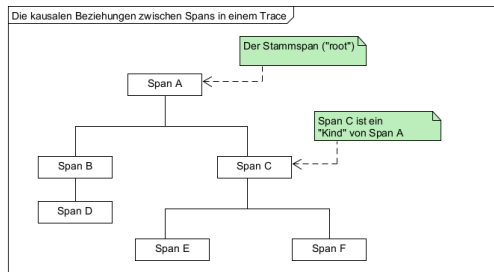 Die kausalen Beziehungen zwischen Spans in einem Trace
Der Stammspan ("root")
Span A
Span C ist ein
"Kind" von Span A
Span B
Span C
Span D
Span E
Span F